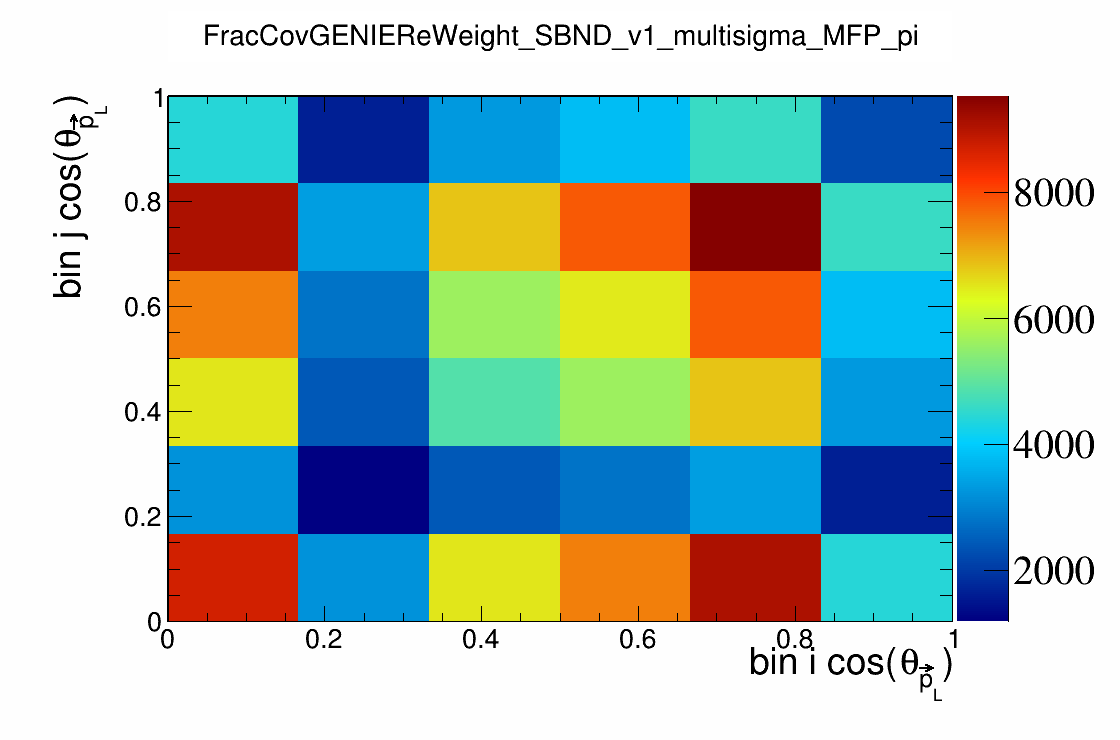 FracCovGENIEReWeight_SBND_v1_multisigma_MFP_pi
bin j cos(θ_p⃗_L)
1
0.8
0.6
0.4
0.2
0
0 0.2 0.4 0.6 0.8 1
bin i cos(θ_p⃗_L)
8000
6000
4000
2000